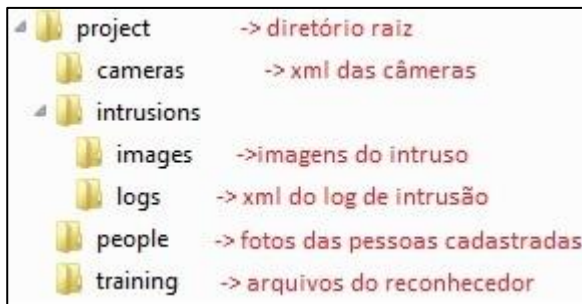 project -> diretório raiz
cameras -> xml das câmeras
intrusions
images ->imagens do intruso
logs -> xml do log de intrusão
people -> fotos das pessoas cadastradas
training -> arquivos do reconhecedor